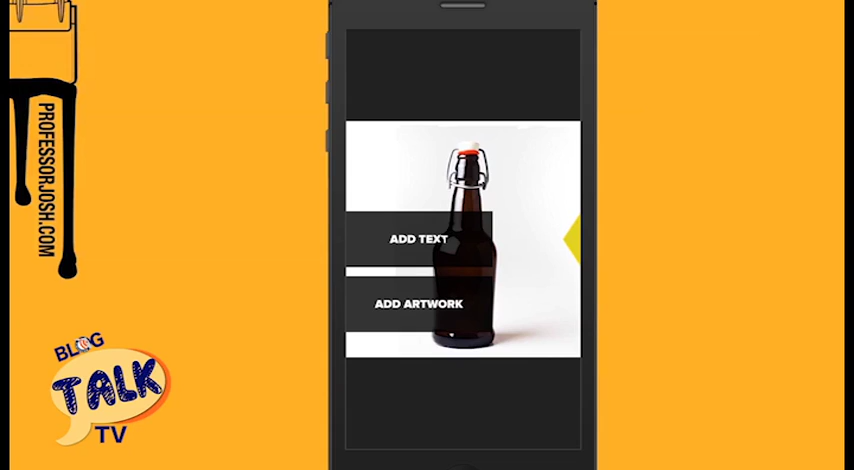 PROFESSORJOSH.COM
ADD TEXT
ADD ARTWORK
BLOG
TALK
TV